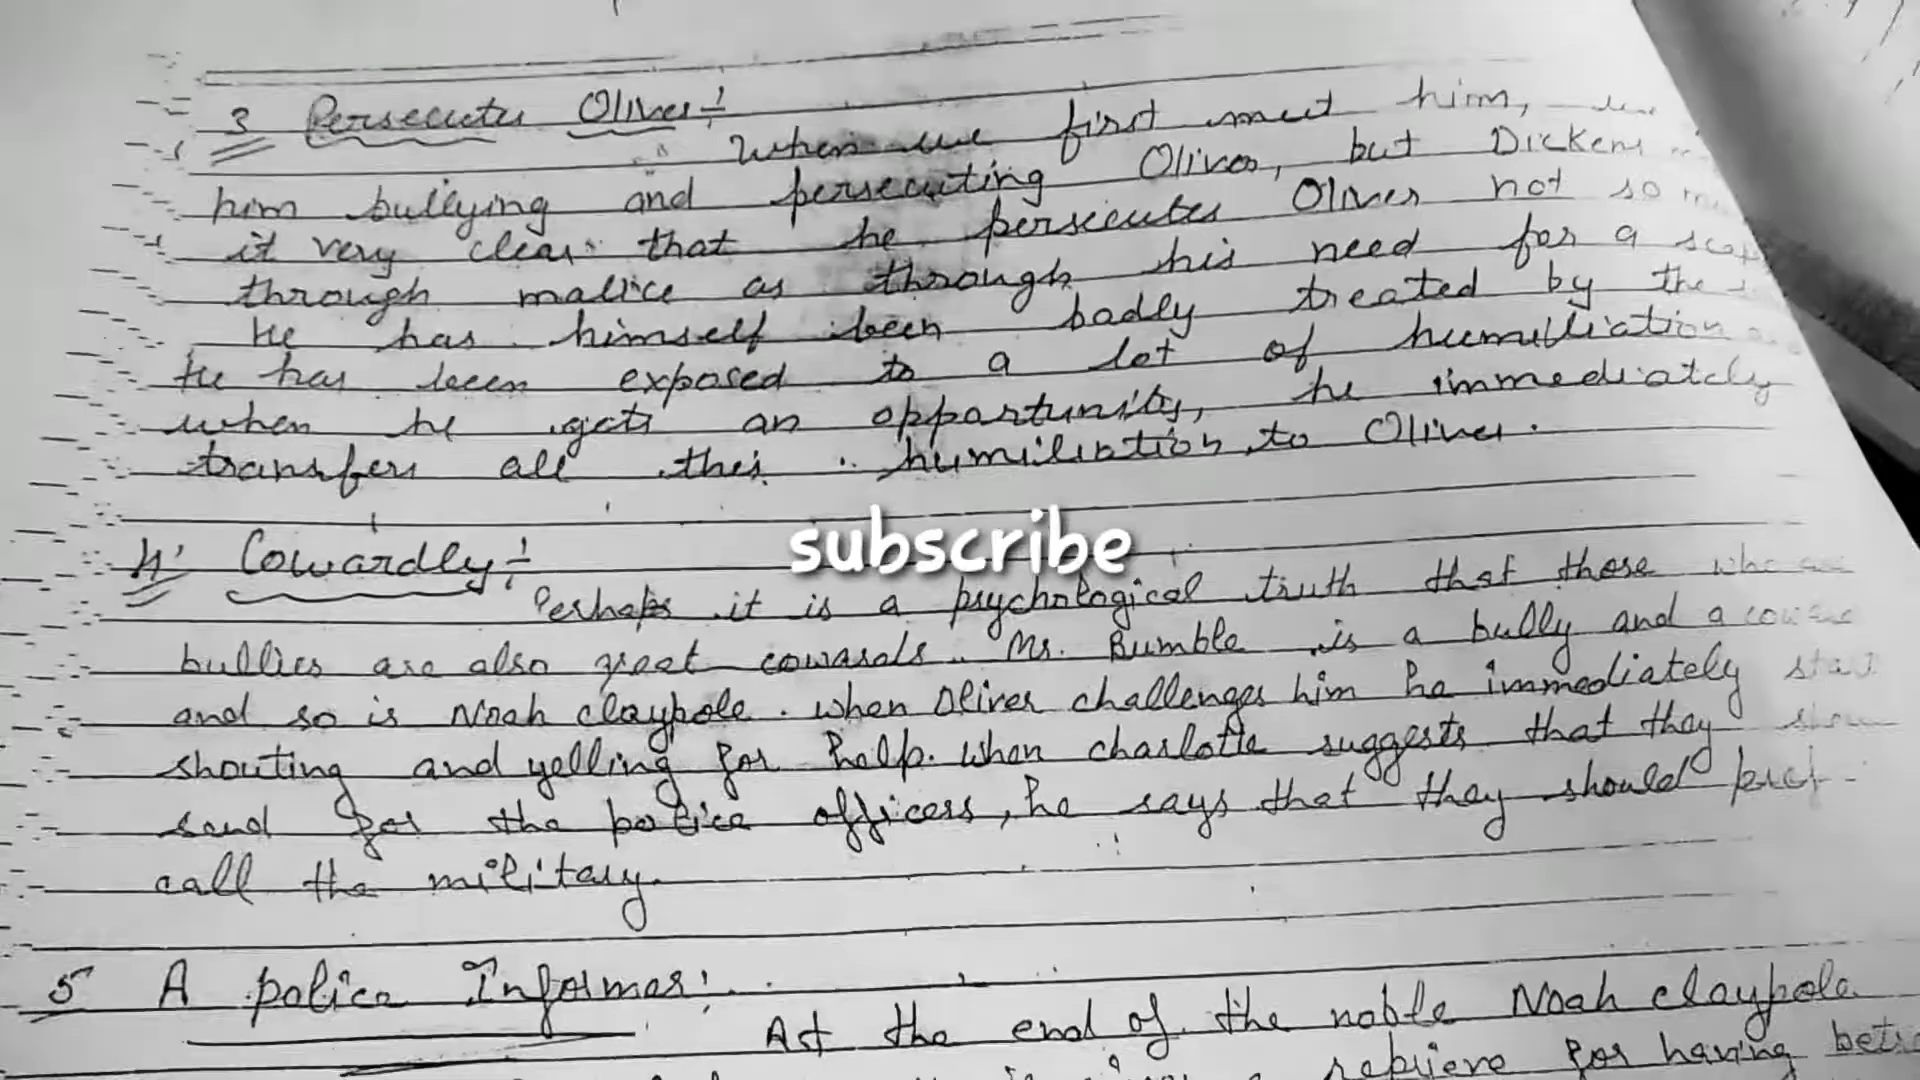 3 Persecutes Oliver:
When we first meet him,
him bullying and persecuting Oliver, but Dickens
it very clear that he persecutes Oliver not so
through malice as through his need for a
He has himself been badly treated by the
He has been exposed to a lot of humiliation
when he gets an opportunity, he immediately
transfers all this humiliation to Oliver.
subscribe
4. Cowardly:
Perhaps it is a psychological truth that those who are
bullies are also great cowards. Mr. Bumble is a bully and a
and so is Noah claypole. when Oliver challenges him he immediately
shouting and yelling for help. when charlotte suggests that they
send for the police officers, he says that they should
call the military.
5 A police Informer:
At the end of the noble Noah claypole
reprieve for having